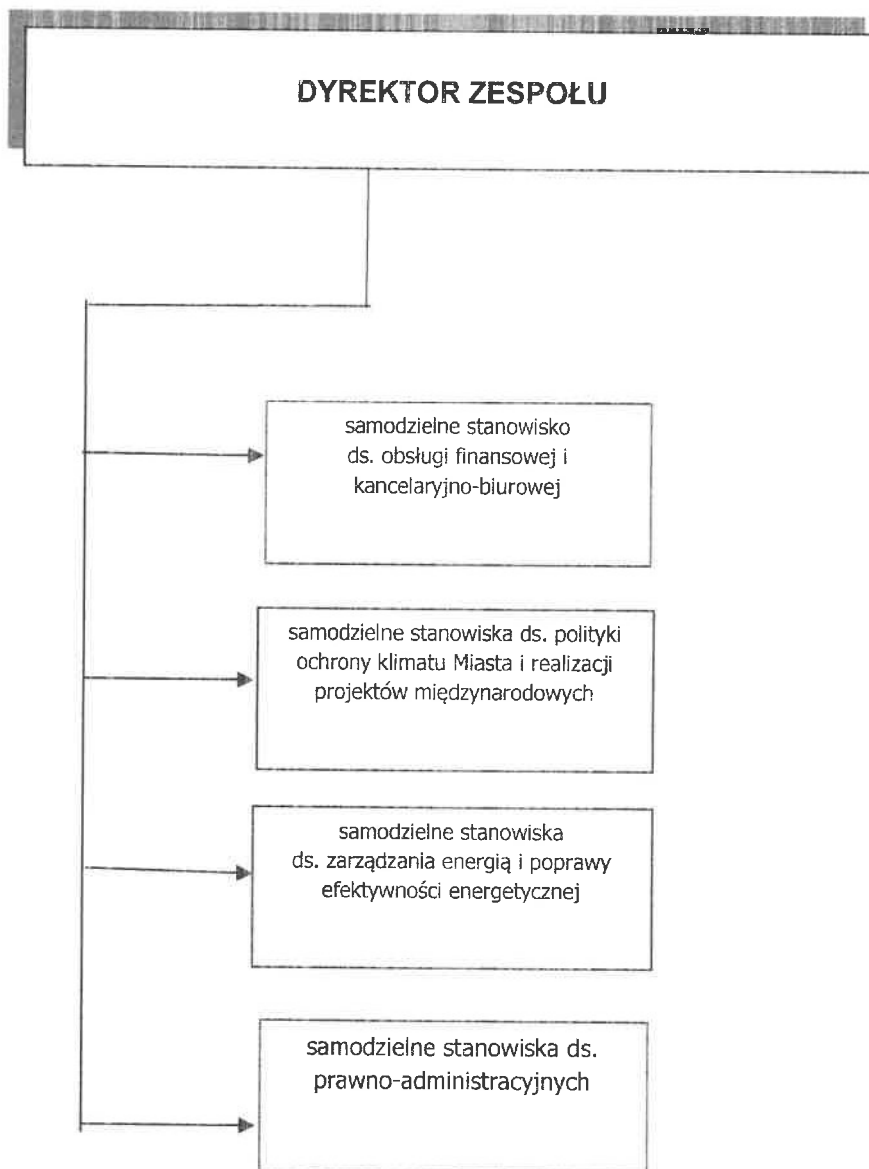 DYREKTOR ZESPOŁU
samodzielne stanowisko
ds. obsługi finansowej i
kancelaryjno-biurowej
samodzielne stanowiska ds. polityki
ochrony klimatu Miasta i realizacji
projektów międzynarodowych
samodzielne stanowiska
ds. zarządzania energią i poprawy
efektywności energetycznej
samodzielne stanowiska ds.
prawno-administracyjnych